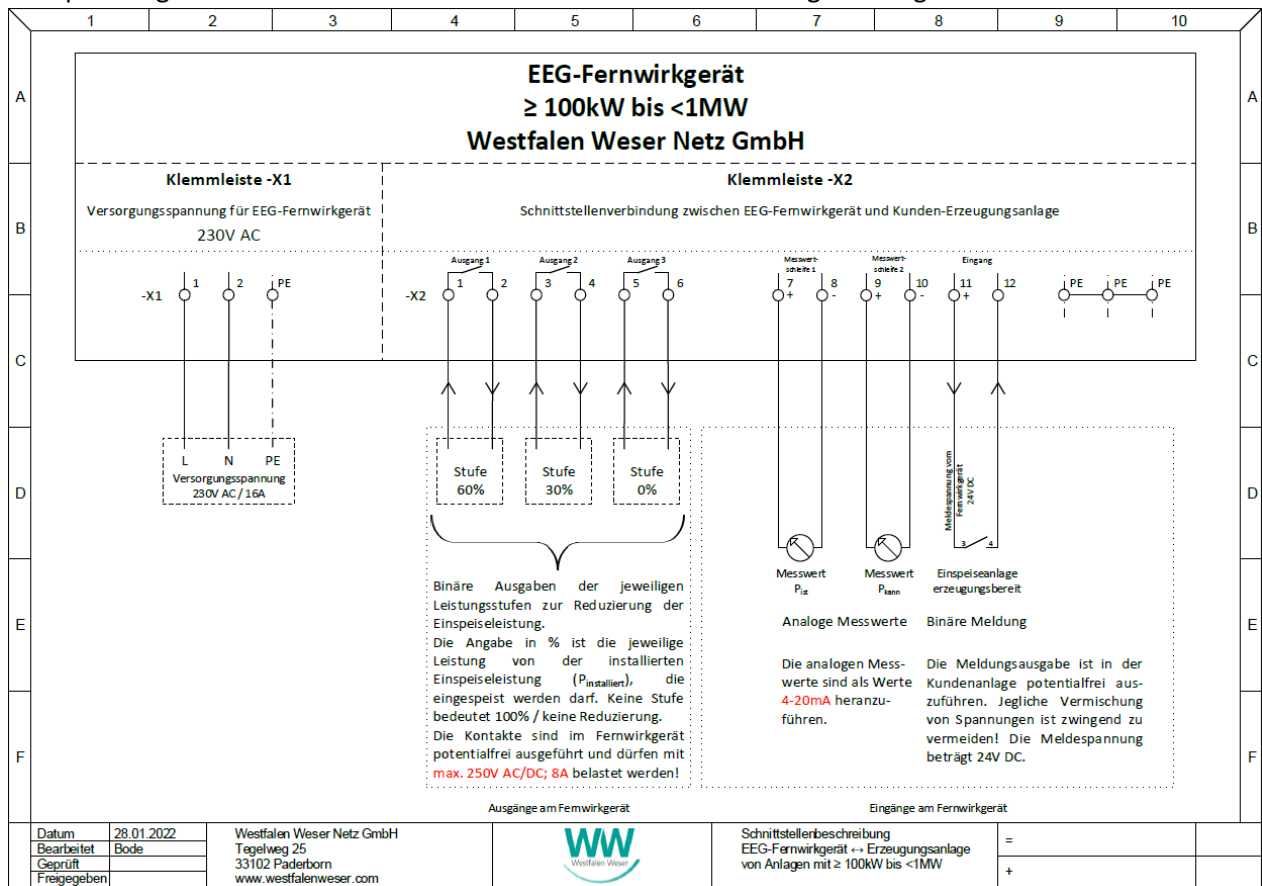 1 2 3 4 5 6 7 8 9 10
A A
EEG-Fernwirkgerät
≥ 100kW bis <1MW
Westfalen Weser Netz GmbH
B B
Klemmleiste -X1
Versorgungsspannung für EEG-Fernwirkgerät
230V AC
Klemmleiste -X2
Schnittstellenverbindung zwischen EEG-Fernwirkgerät und Kunden-Erzeugungsanlage
Ausgang 1 Ausgang 2 Ausgang 3
Messwert-
schleife 1
Messwert-
schleife 2
Eingang
-X1 1 2 PE
-X2 1 2 3 4 5 6 7 8 9 10 11 12 PE PE PE
+ - + - +
C C
L N PE
Versorgungsspannung
230V AC / 16A
Stufe
60%
Stufe
30%
Stufe
0%
Meldespannung vom
Fernwirkgerät
24V DC
3 4
D D
Messwert
Pist
Messwert
Pkann
Einspeiseanlage
erzeugungsbereit
E E
Binäre Ausgaben der jeweiligen
Leistungsstufen zur Reduzierung der
Einspeiseleistung.
Die Angabe in % ist die jeweilige
Leistung von der installierten
Einspeiseleistung (Pinstalliert), die
eingespeist werden darf. Keine Stufe
bedeutet 100% / keine Reduzierung.
Die Kontakte sind im Fernwirkgerät
potentialfrei ausgeführt und dürfen mit
max. 250V AC/DC; 8A belastet werden!
Analoge Messwerte
Die analogen Mess-
werte sind als Werte
4-20mA heranzu-
führen.
Binäre Meldung
Die Meldungsausgabe ist in der
Kundenanlage potentialfrei aus-
zuführen. Jegliche Vermischung
von Spannungen ist zwingend zu
vermeiden! Die Meldespannung
beträgt 24V DC.
F F
Ausgänge am Fernwirkgerät
Eingänge am Fernwirkgerät
Datum 28.01.2022
Bearbeitet Bode
Geprüft
Freigegeben
Westfalen Weser Netz GmbH
Tegelweg 25
33102 Paderborn
www.westfalenweser.com
WW
Westfalen Weser
Schnittstellenbeschreibung
EEG-Fernwirkgerät ↔ Erzeugungsanlage
von Anlagen mit ≥ 100kW bis <1MW
=
+